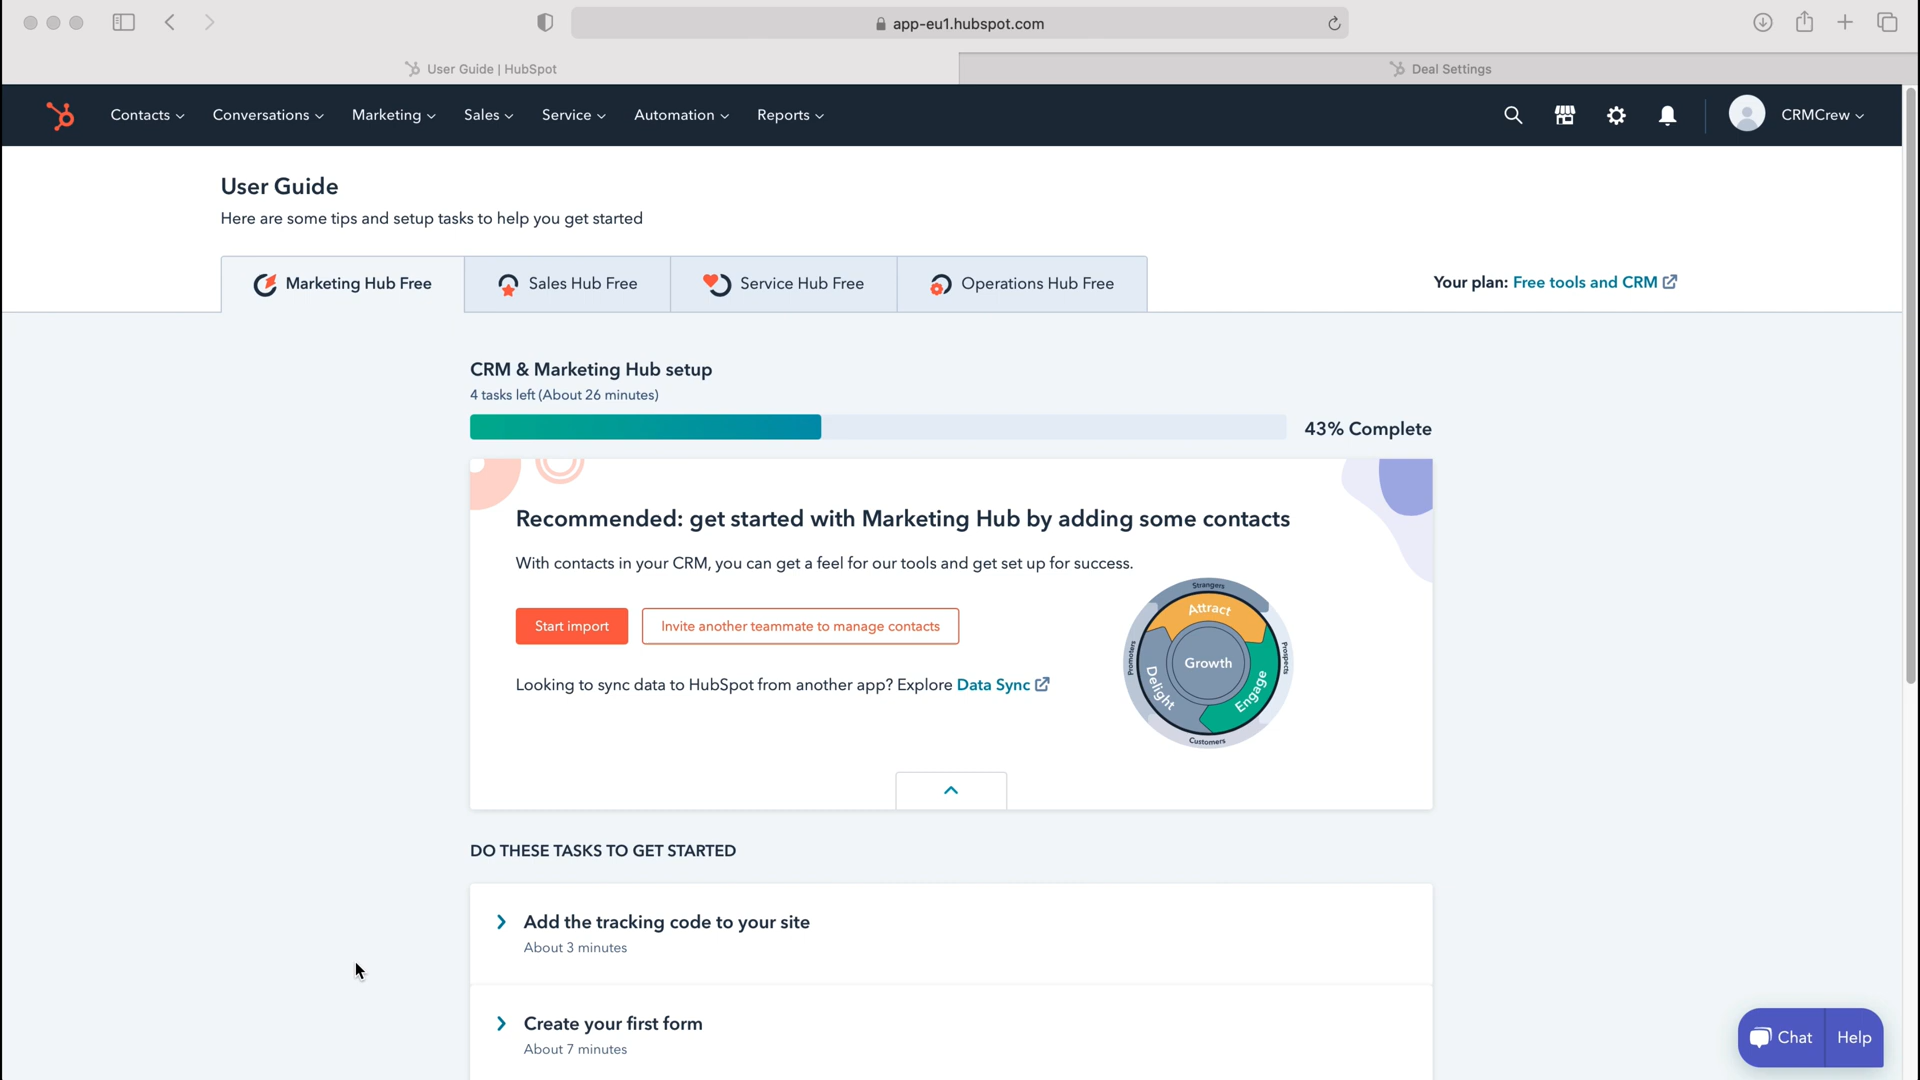 app-eu1.hubspot.com
User Guide | HubSpot
Deal Settings
Contacts
Conversations
Marketing
Sales
Service
Automation
Reports
CRMCrew
User Guide
Here are some tips and setup tasks to help you get started
Marketing Hub Free
Sales Hub Free
Service Hub Free
Operations Hub Free
Your plan: Free tools and CRM
CRM & Marketing Hub setup
4 tasks left (About 26 minutes)
43% Complete
Recommended: get started with Marketing Hub by adding some contacts
With contacts in your CRM, you can get a feel for our tools and get set up for success.
Start import
Invite another teammate to manage contacts
Looking to sync data to HubSpot from another app? Explore Data Sync
Strangers
Attract
Promoters
Growth
Prospects
Delight
Engage
Customers
DO THESE TASKS TO GET STARTED
Add the tracking code to your site
About 3 minutes
Create your first form
About 7 minutes
Chat
Help